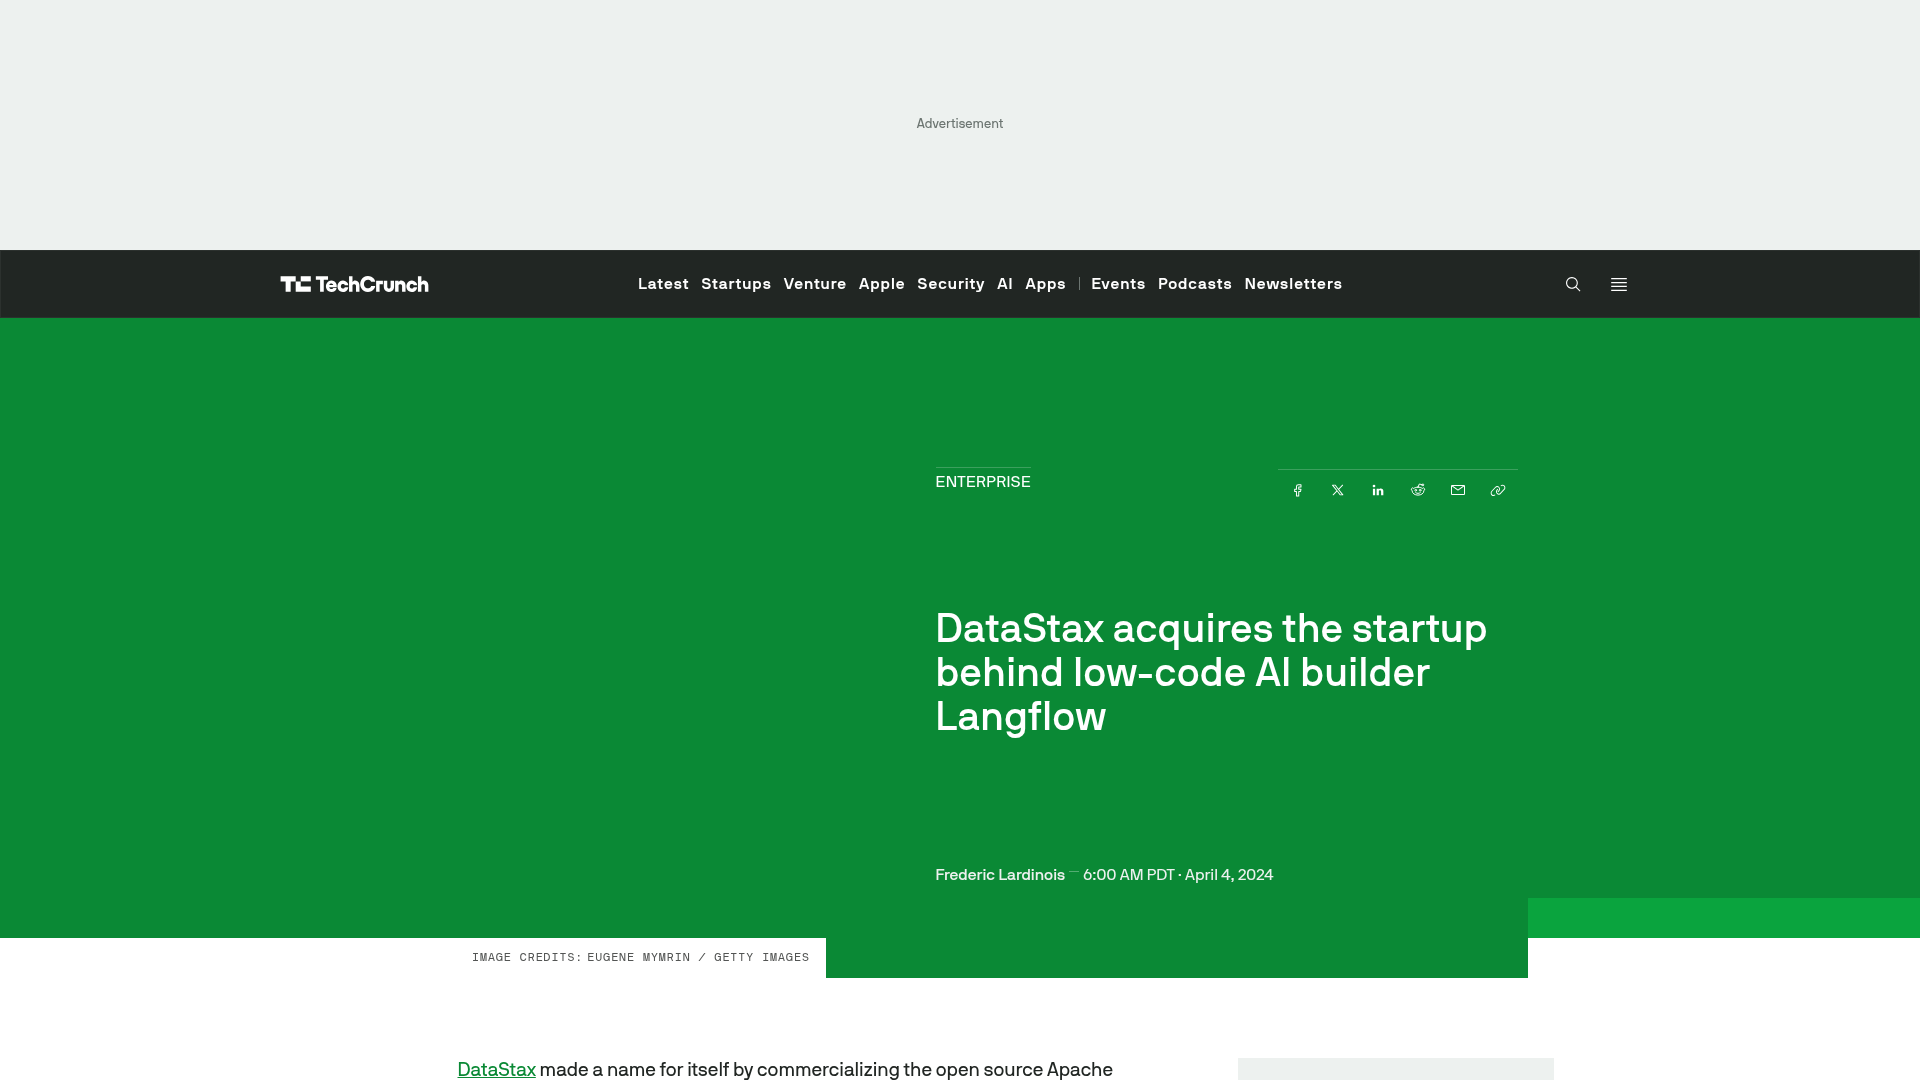 Advertisement
TechCrunch
Latest Startups Venture Apple Security AI Apps Events Podcasts Newsletters
ENTERPRISE
DataStax acquires the startup
behind low-code AI builder
Langflow
Frederic Lardinois — 6:00 AM PDT · April 4, 2024
IMAGE CREDITS: EUGENE MYMRIN / GETTY IMAGES
DataStax made a name for itself by commercializing the open source Apache